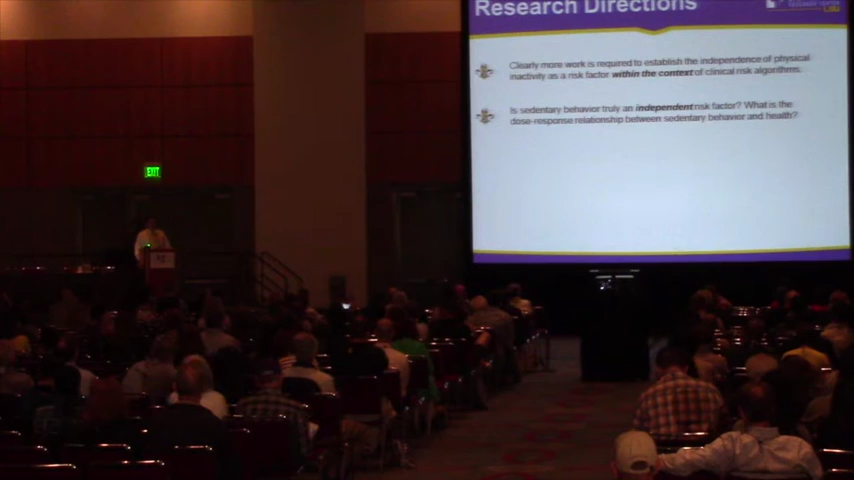 Research Directions
Clearly more work is required to establish the independence of physical
inactivity as a risk factor within the context of clinical risk algorithms.
Is sedentary behavior truly an independent risk factor? What is the
dose-response relationship between sedentary behavior and health?
EXIT